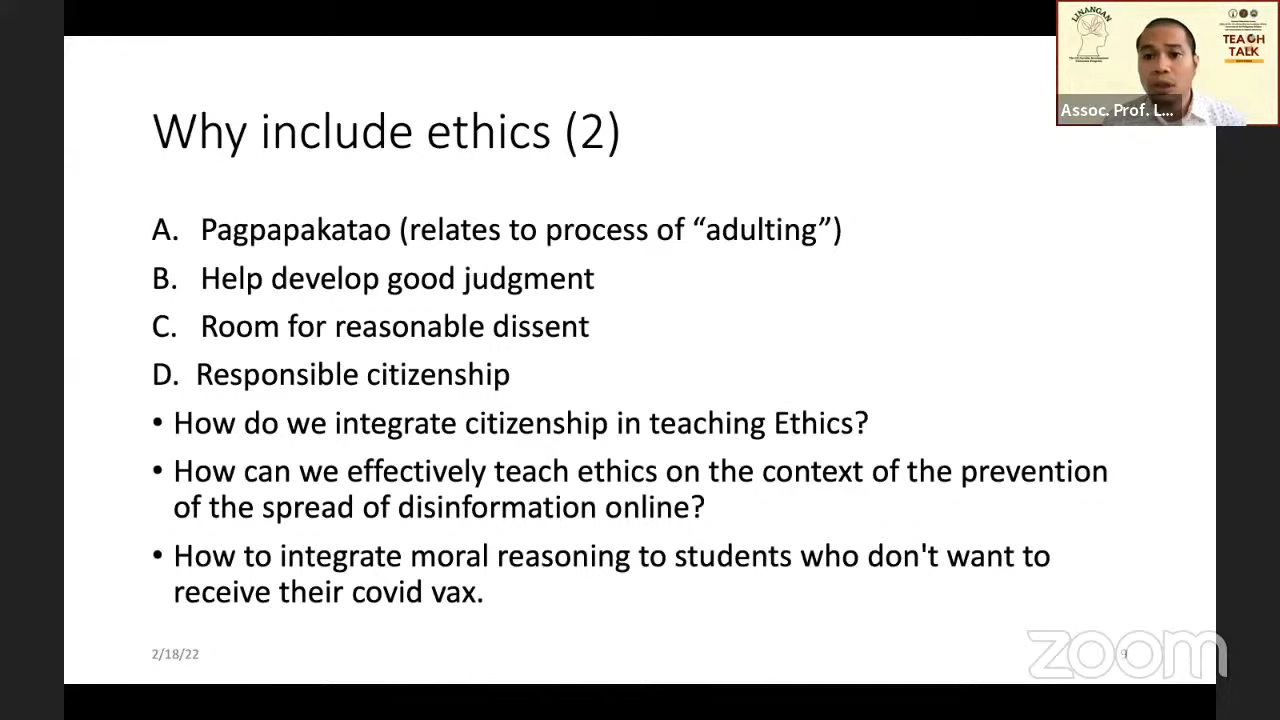 LINANGAN
TEACH
TALK
Assoc. Prof. L...
Why include ethics (2)
A. Pagpapakatao (relates to process of “adulting”)
B. Help develop good judgment
C. Room for reasonable dissent
D. Responsible citizenship
• How do we integrate citizenship in teaching Ethics?
• How can we effectively teach ethics on the context of the prevention
of the spread of disinformation online?
• How to integrate moral reasoning to students who don't want to
receive their covid vax.
2/18/22
9
zoom